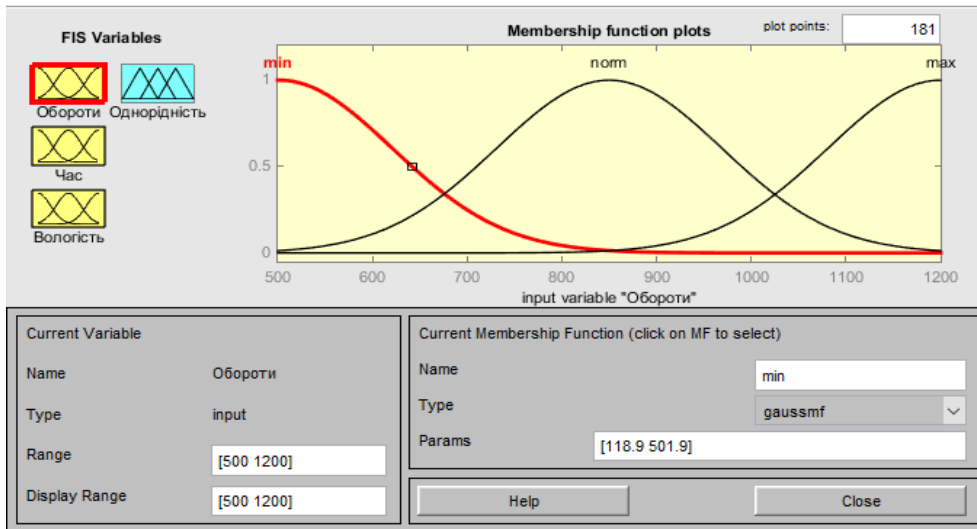 FIS Variables
Обороти
Однорідність
Час
Вологість
Membership function plots
plot points:
181
min
norm
max
1
0.5
0
500 600 700 800 900 1000 1100 1200
input variable "Обороти"
Current Variable
Name Обороти
Type input
Range [500 1200]
Display Range [500 1200]
Current Membership Function (click on MF to select)
Name min
Type gaussmf
Params [118.9 501.9]
Help
Close